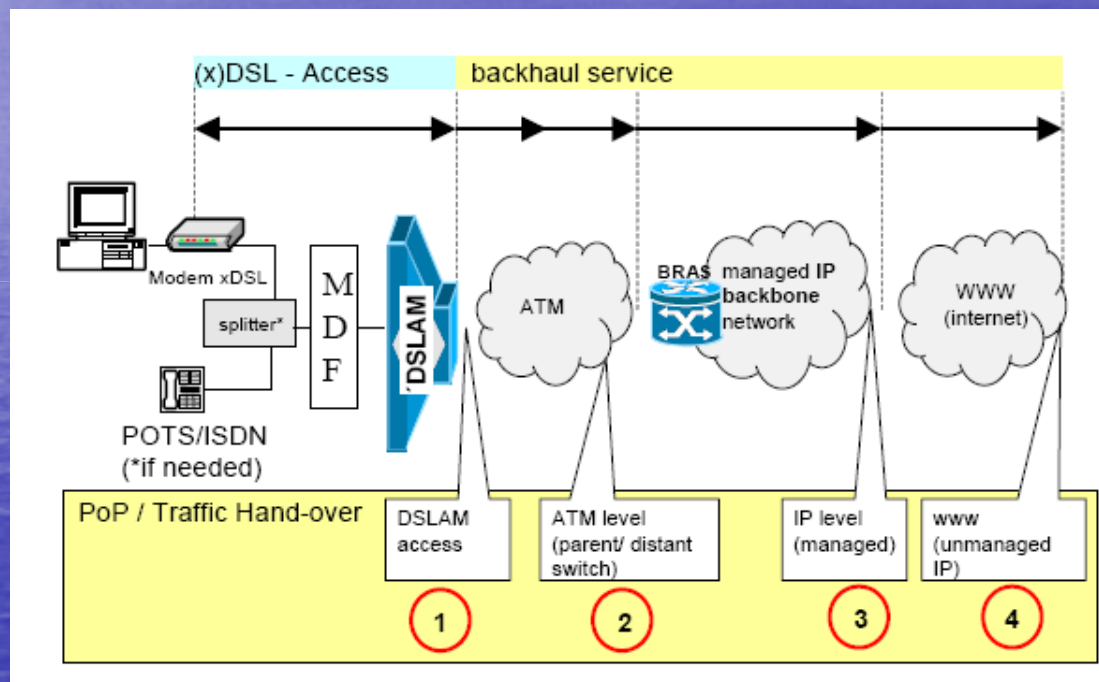 (x)DSL - Access
backhaul service
Modem xDSL
splitter*
POTS/ISDN
(*if needed)
M
D
F
DSLAM
ATM
BRAS
managed IP
backbone
network
WWW
(internet)
PoP / Traffic Hand-over
DSLAM
access
ATM level
(parent/ distant
switch)
IP level
(managed)
www
(unmanaged
IP)
1
2
3
4